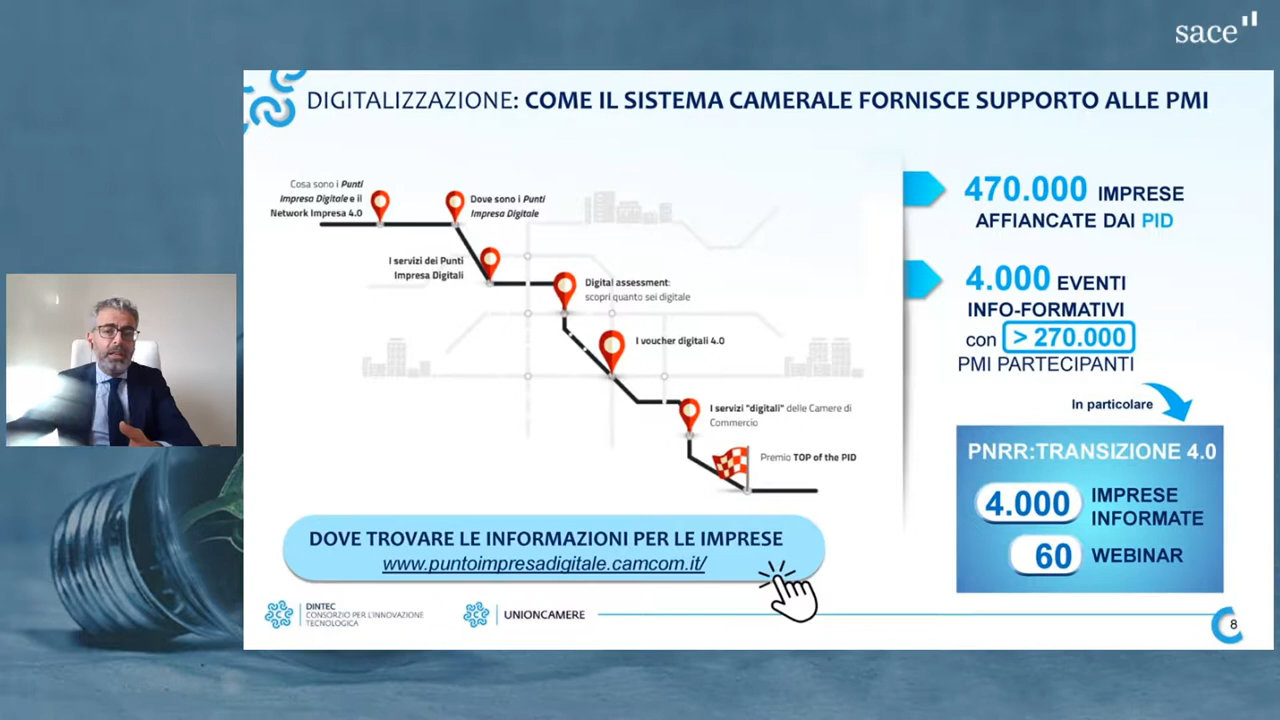 sace
DIGITALIZZAZIONE: COME IL SISTEMA CAMERALE FORNISCE SUPPORTO ALLE PMI
Cosa sono i Punti
Impresa Digitale e il
Network Impresa 4.0
Dove sono i Punti
Impresa Digitale
I servizi dei Punti
Impresa Digitali
Digital assessment:
scopri quanto sei digitale
I voucher digitali 4.0
I servizi "digitali" delle Camere di
Commercio
Premio TOP of the PID
470.000 IMPRESE
AFFIANCATE DAI PID
4.000 EVENTI
INFO-FORMATIVI
con > 270.000
PMI PARTECIPANTI
In particolare
PNRR:TRANSIZIONE 4.0
4.000 IMPRESE
INFORMATE
60 WEBINAR
DOVE TROVARE LE INFORMAZIONI PER LE IMPRESE
www.puntoimpresadigitale.camcom.it/
DINTEC
CONSORZIO PER L'INNOVAZIONE
TECNOLOGICA
UNIONCAMERE
8